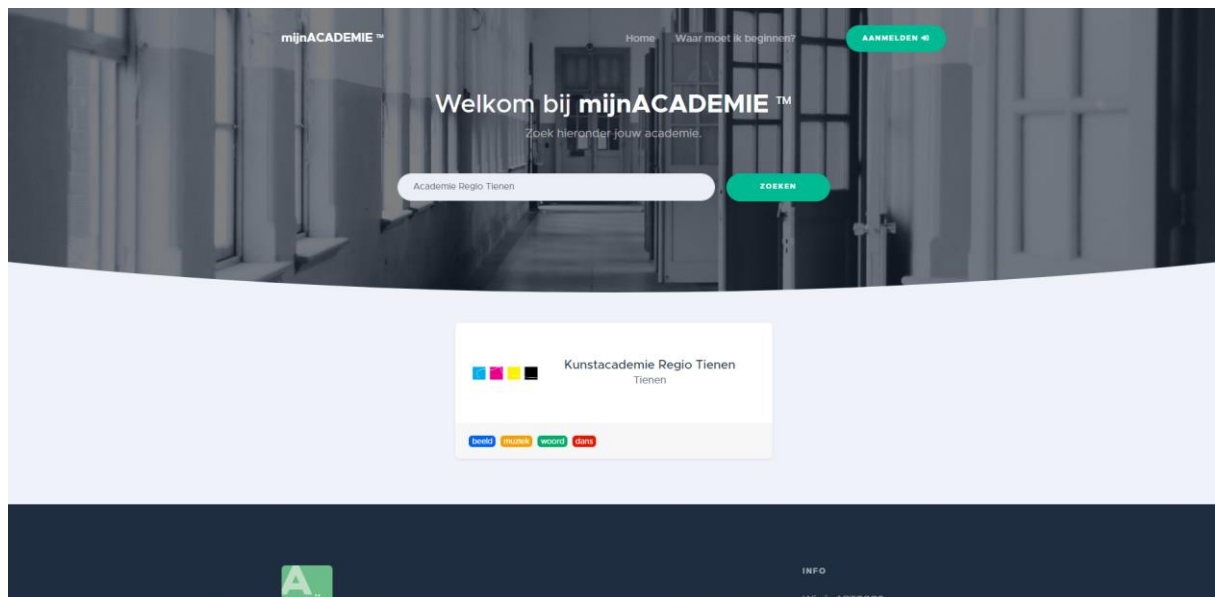 mijnACADEMIE ™
Home Waar moet ik beginnen? AANMELDEN
Welkom bij mijnACADEMIE ™
Zoek hieronder jouw academie.
Academie Regio Tienen ZOEKEN
Kunstacademie Regio Tienen
Tienen
beeld muziek woord dans
A
INFO